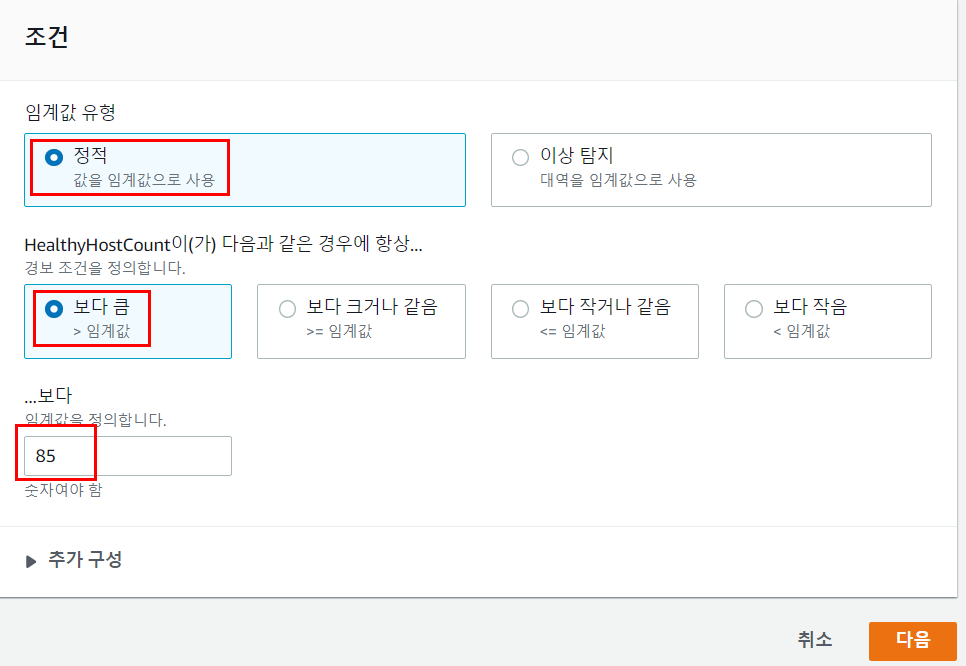 조건
임계값 유형
정적
값을 임계값으로 사용
이상 탐지
대역을 임계값으로 사용
HealthyHostCount이(가) 다음과 같은 경우에 항상...
경보 조건을 정의합니다.
보다 큼
> 임계값
보다 크거나 같음
>= 임계값
보다 작거나 같음
<= 임계값
보다 작음
< 임계값
...보다
임계값을 정의합니다.
85
숫자여야 함
추가 구성
취소
다음